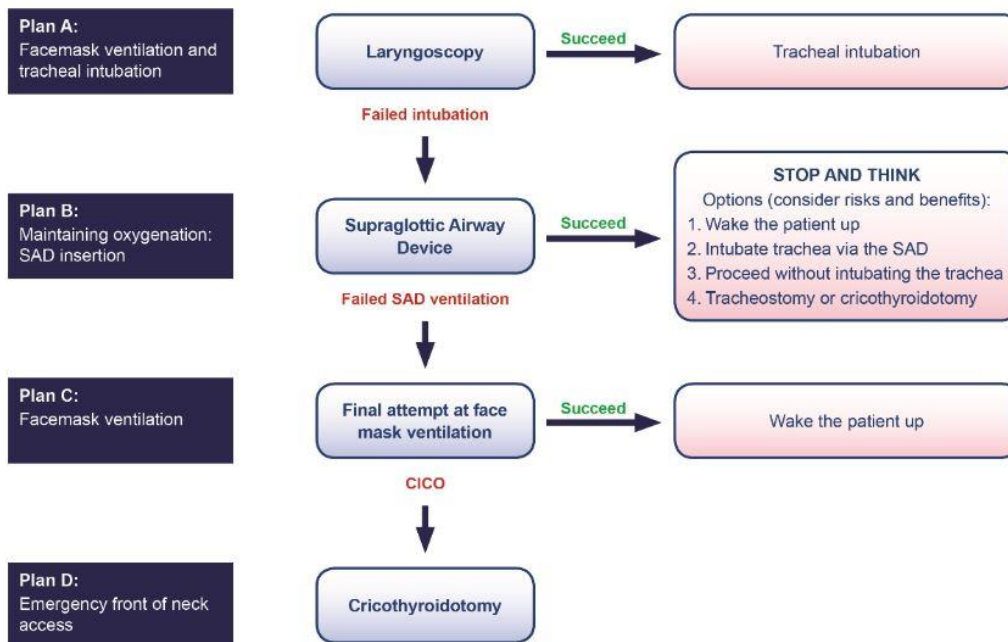 Plan A:
Facemask ventilation and
tracheal intubation
Laryngoscopy
Succeed
Tracheal intubation
Failed intubation
Plan B:
Maintaining oxygenation:
SAD insertion
Supraglottic Airway
Device
Succeed
STOP AND THINK
Options (consider risks and benefits):
1. Wake the patient up
2. Intubate trachea via the SAD
3. Proceed without intubating the trachea
4. Tracheostomy or cricothyroidotomy
Failed SAD ventilation
Plan C:
Facemask ventilation
Final attempt at face
mask ventilation
Succeed
Wake the patient up
CICO
Plan D:
Emergency front of neck
access
Cricothyroidotomy